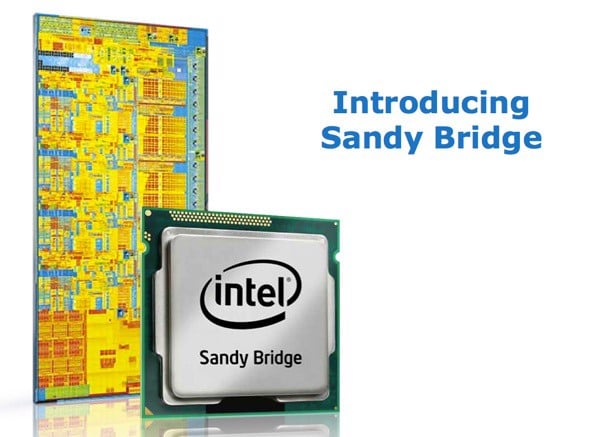 Introducing
Sandy Bridge
intel
Sandy Bridge